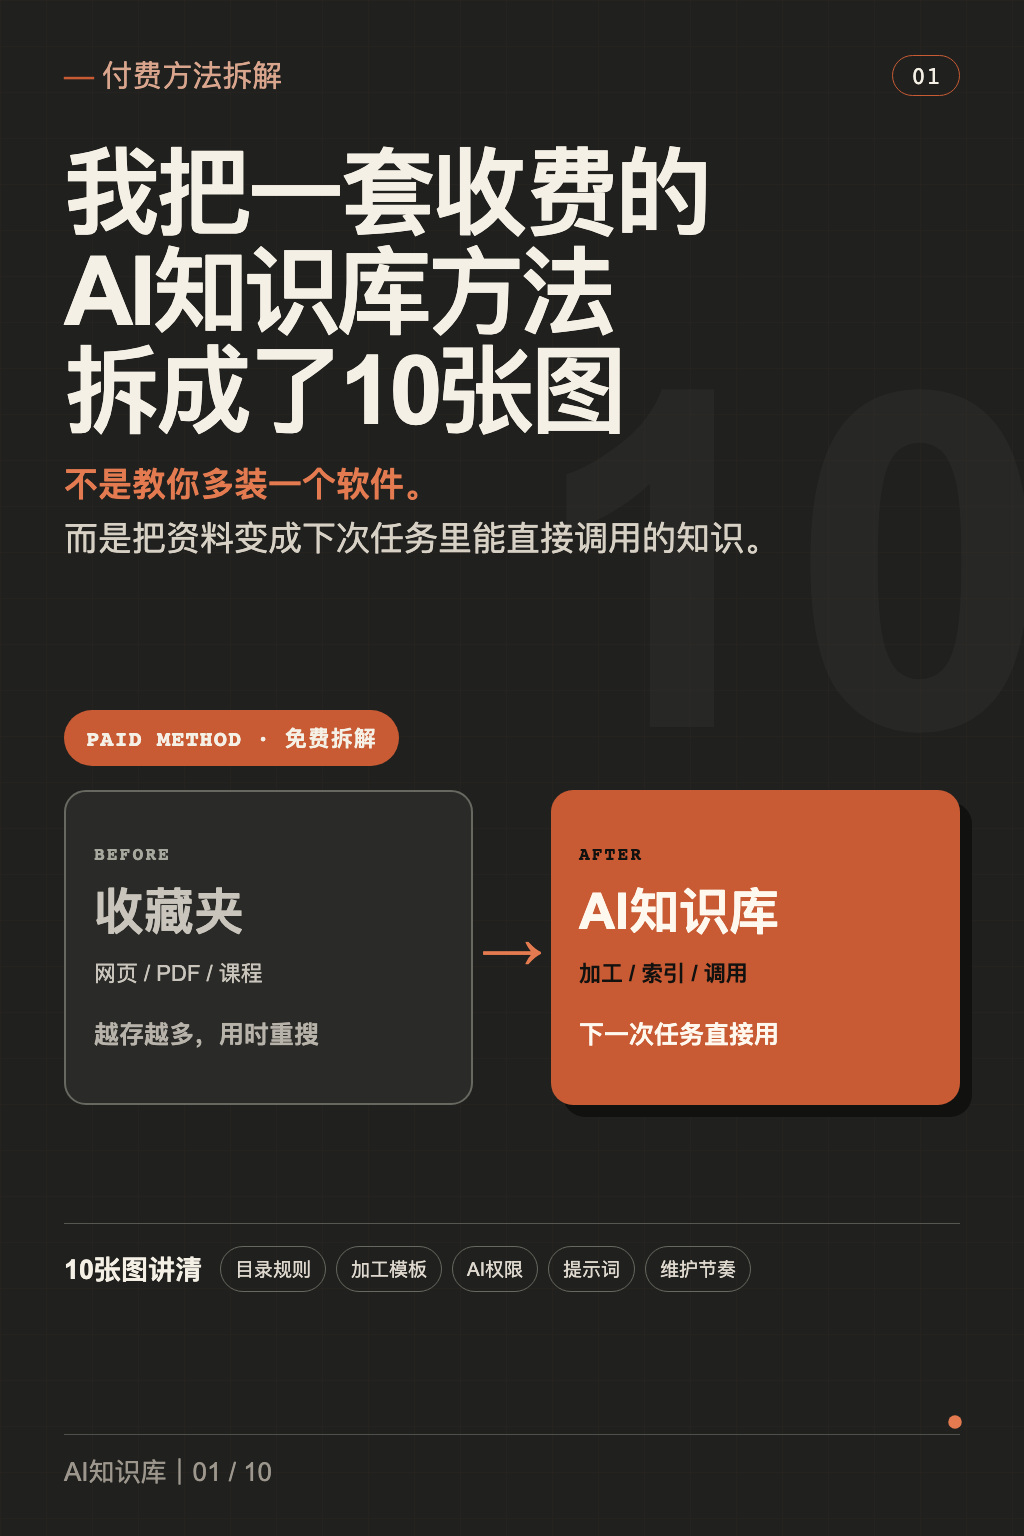 — 付费方法拆解
01
我把一套收费的
AI知识库方法
拆成了10张图
10
不是教你多装一个软件。
而是把资料变成下次任务里能直接调用的知识。
PAID METHOD · 免费拆解
BEFORE
收藏夹
网页 / PDF / 课程
越存越多，用时重搜
→
AFTER
AI知识库
加工 / 索引 / 调用
下一次任务直接用
10张图讲清 目录规则 加工模板 AI权限 提示词 维护节奏
AI知识库｜01 / 10